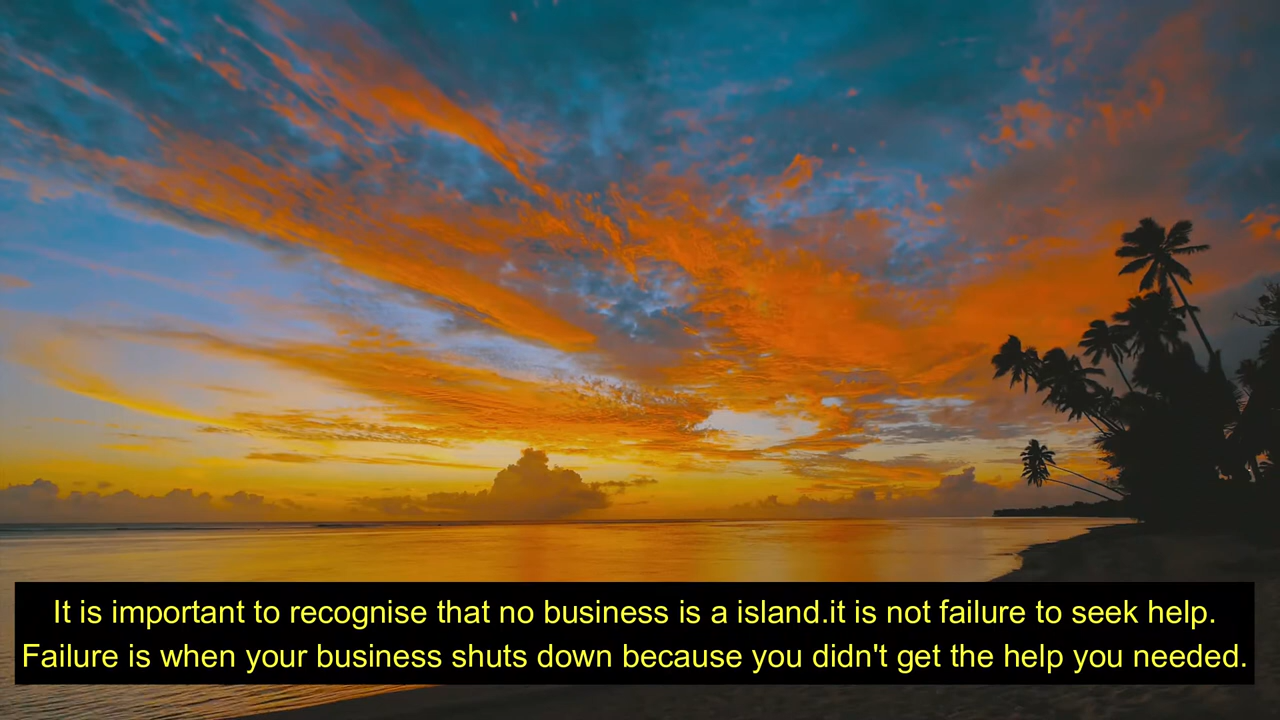 It is important to recognise that no business is a island.it is not failure to seek help.
Failure is when your business shuts down because you didn't get the help you needed.